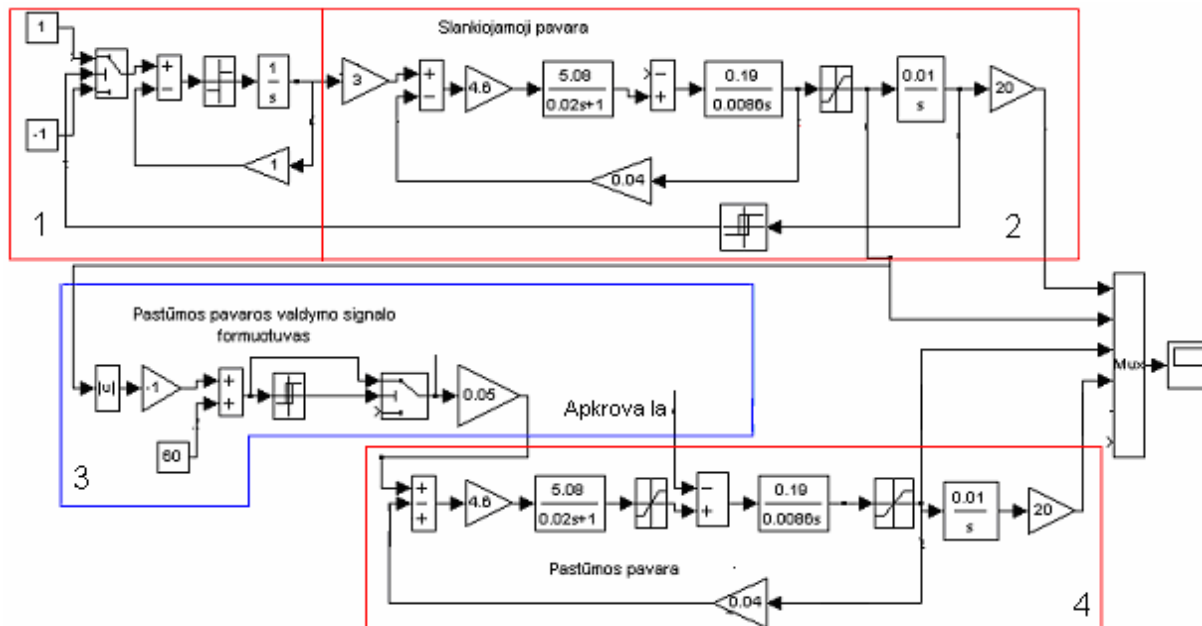 1
Slankiojamoji pavara
-1
1
s
1
3
4.6
5.08
0.02s+1
0.19
0.0086s
0.01
s
20
0.04
1
2
Pastūmos pavaros valdymo signalo
formuotuvas
|u|
-1
60
0.05
3
Apkrova Ia
Mux
4.6
5.08
0.02s+1
0.19
0.0086s
0.01
s
20
Pastūmos pavara
0.04
4